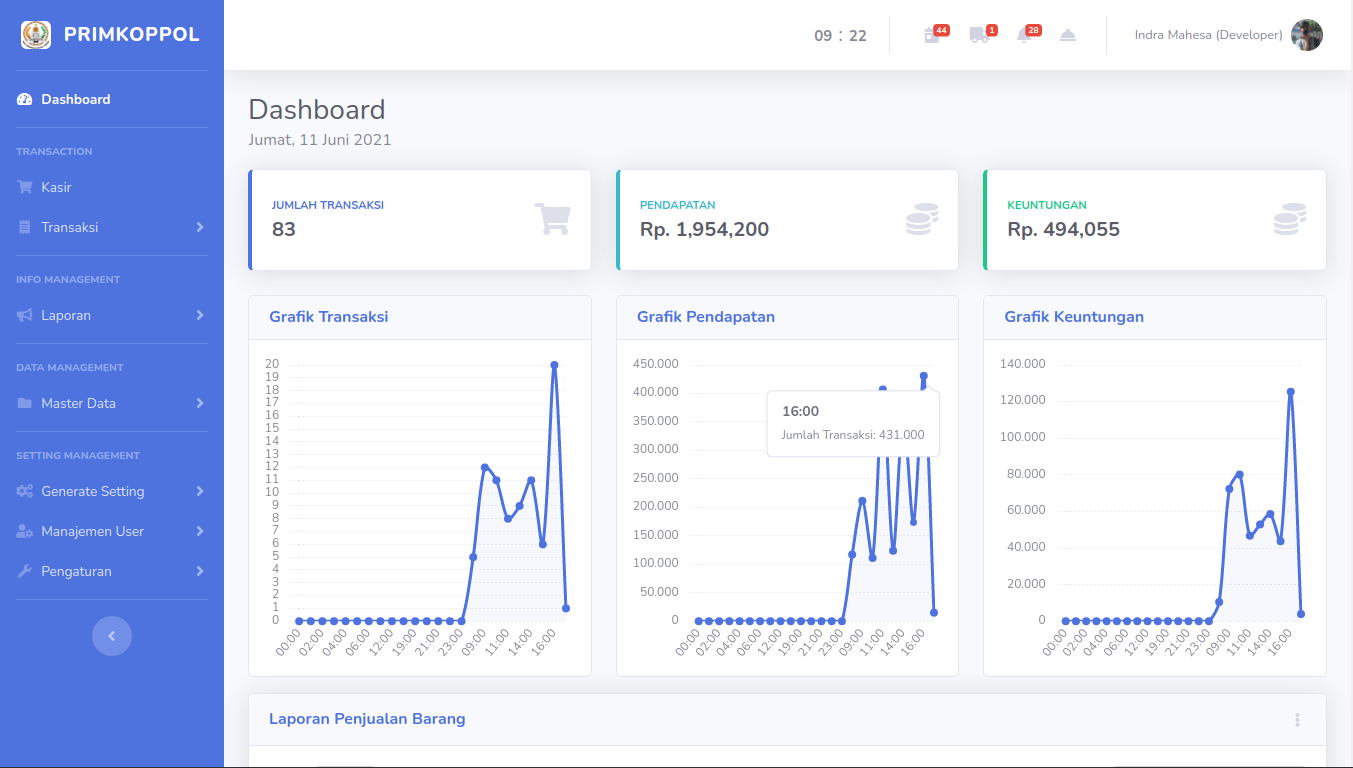 PRIMKOPPOL
Dashboard
TRANSACTION
Kasir
Transaksi
INFO MANAGEMENT
Laporan
DATA MANAGEMENT
Master Data
SETTING MANAGEMENT
Generate Setting
Manajemen User
Pengaturan
09 : 22
44
1
28
Indra Mahesa (Developer)
Dashboard
Jumat, 11 Juni 2021
JUMLAH TRANSAKSI
83
PENDAPATAN
Rp. 1,954,200
KEUNTUNGAN
Rp. 494,055
Grafik Transaksi
20
19
18
17
16
15
14
13
12
11
10
9
8
7
6
5
4
3
2
1
0
00:00 02:00 04:00 06:00 12:00 19:00 21:00 23:00 09:00 11:00 14:00 16:00
Grafik Pendapatan
450.000
400.000
350.000
300.000
250.000
200.000
150.000
100.000
50.000
0
16:00
Jumlah Transaksi: 431.000
00:00 02:00 04:00 06:00 12:00 19:00 21:00 23:00 09:00 11:00 14:00 16:00
Grafik Keuntungan
140.000
120.000
100.000
80.000
60.000
40.000
20.000
0
00:00 02:00 04:00 06:00 12:00 19:00 21:00 23:00 09:00 11:00 14:00 16:00
Laporan Penjualan Barang